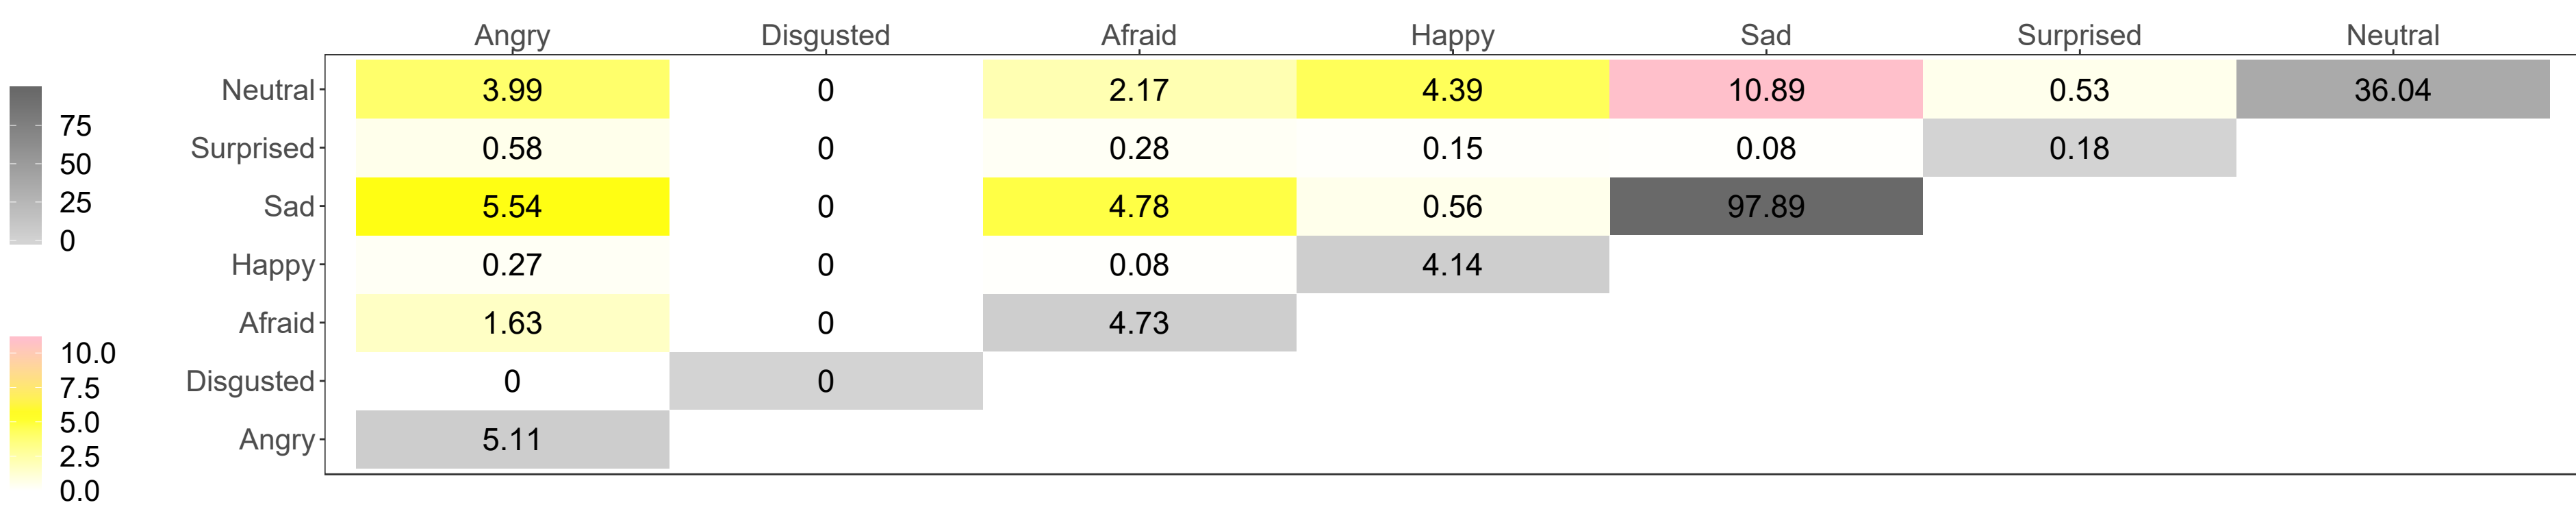 Angry Disgusted Afraid Happy Sad Surprised Neutral
Neutral 3.99 0 2.17 4.39 10.89 0.53 36.04
Surprised 0.58 0 0.28 0.15 0.08 0.18
Sad 5.54 0 4.78 0.56 97.89
Happy 0.27 0 0.08 4.14
Afraid 1.63 0 4.73
Disgusted 0 0
Angry 5.11
75
50
25
0
10.0
7.5
5.0
2.5
0.0